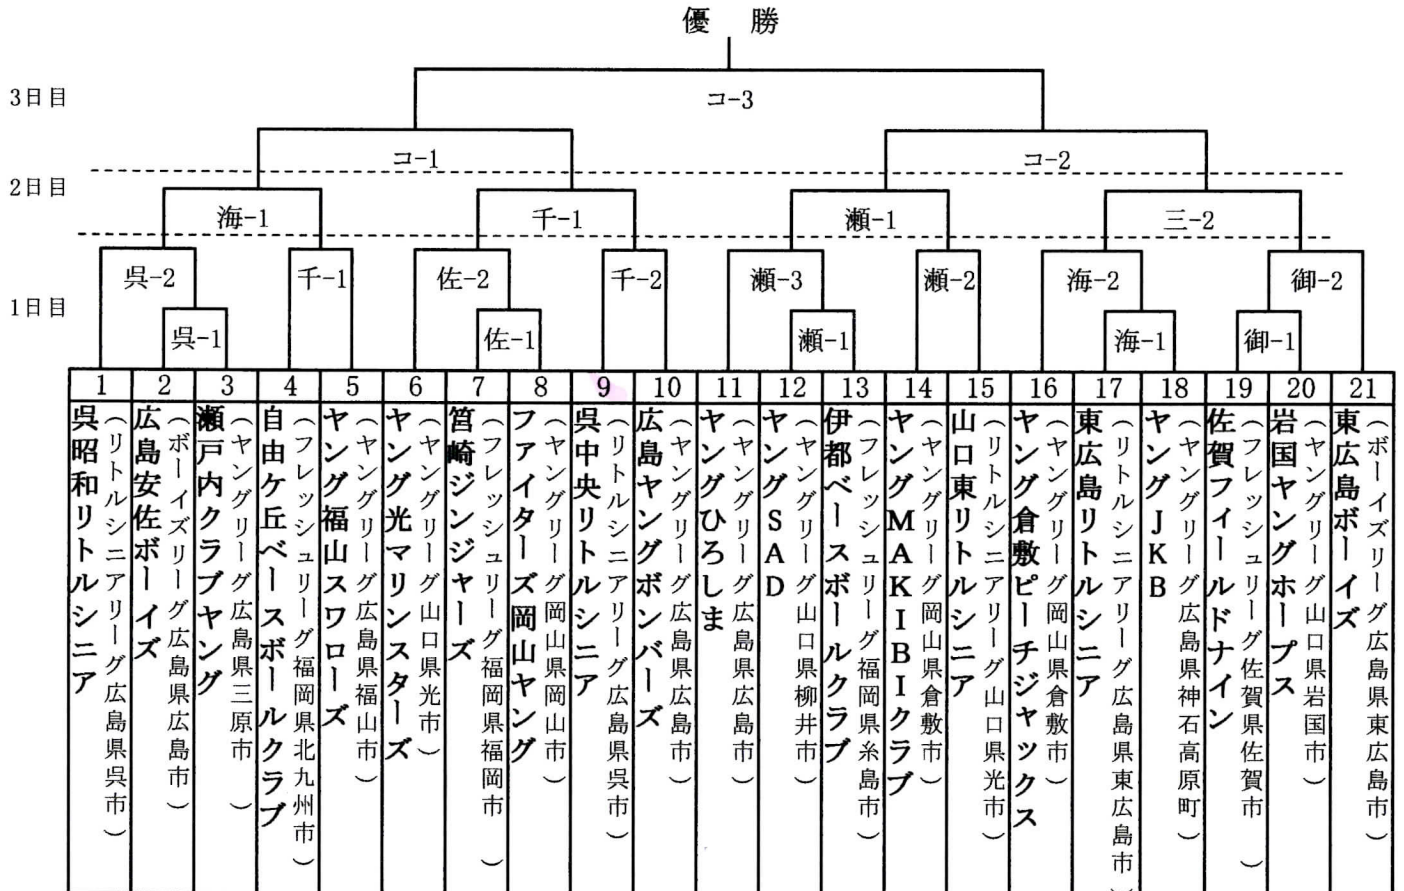 優 勝
3日目
コ-3
コ-1
コ-2
2日目
海-1
千-1
瀬-1
三-2
呉-2
千-1
佐-2
千-2
瀬-3
瀬-2
海-2
御-2
1日目
呉-1
佐-1
瀬-1
海-1
御-1
1 2 3 4 5 6 7 8 9 10 11 12 13 14 15 16 17 18 19 20 21
呉昭和リトルシニア
(リトルシニアリーグ広島県呉市)
広島安佐ボーイズ
(ボーイズリーグ広島県広島市)
瀬戸内クラブヤング
(ヤングリーグ広島県三原市)
自由ケ丘ベースボールクラブ
(フレッシュリーグ福岡県北九州市)
ヤング福山スワローズ
(ヤングリーグ広島県福山市)
ヤング光マリンスターズ
(ヤングリーグ山口県光市)
筥崎ジンジャーズ
(フレッシュリーグ福岡県福岡市)
ファイターズ岡山ヤング
(ヤングリーグ岡山県岡山市)
呉中央リトルシニア
(リトルシニアリーグ広島県呉市)
広島ヤングボンバーズ
(ヤングリーグ広島県広島市)
ヤングひろしま
(ヤングリーグ広島県広島市)
ヤングSAD
(ヤングリーグ山口県柳井市)
伊都ベースボールクラブ
(フレッシュリーグ福岡県糸島市)
ヤングMAKIBIクラブ
(ヤングリーグ岡山県倉敷市)
山口東リトルシニア
(リトルシニアリーグ山口県光市)
ヤング倉敷ピーチジャックス
(ヤングリーグ岡山県倉敷市)
東広島リトルシニア
(リトルシニアリーグ広島県東広島市)
ヤングJKB
(ヤングリーグ広島県神石高原町)
佐賀フィールドナイン
(フレッシュリーグ佐賀県佐賀市)
岩国ヤングホープス
(ヤングリーグ山口県岩国市)
東広島ボーイズ
(ボーイズリーグ広島県東広島市)